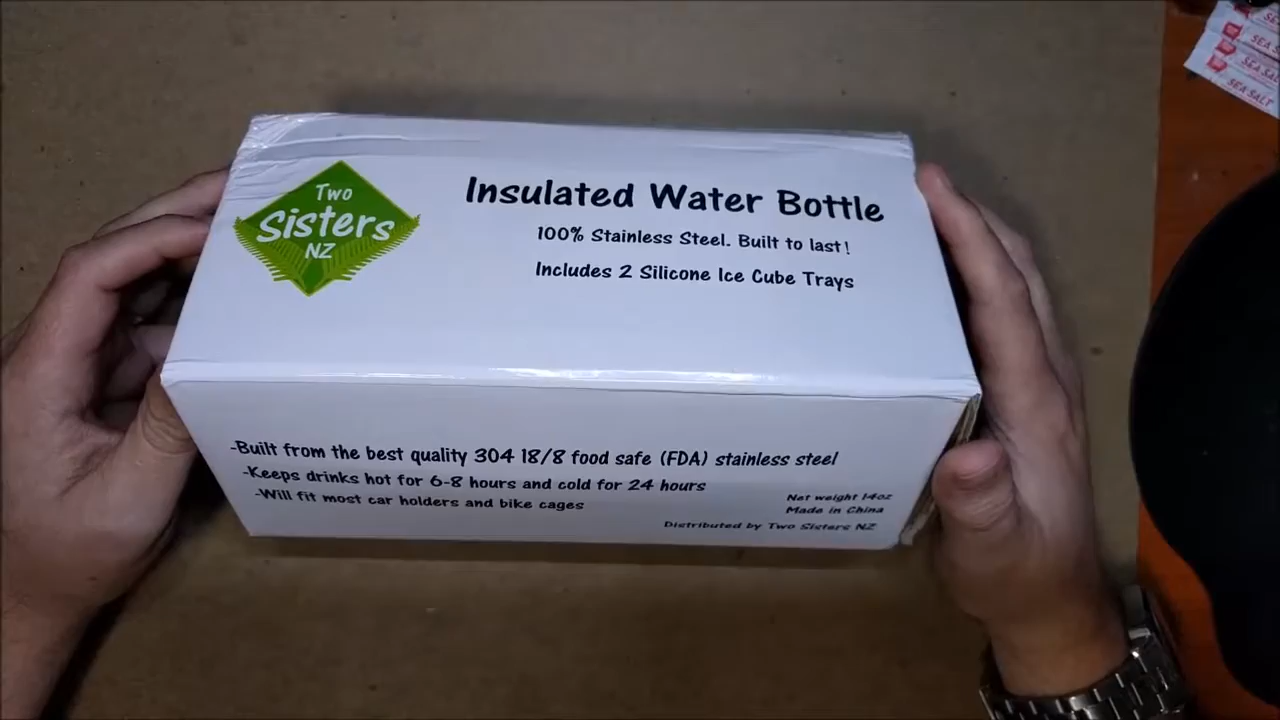 Two
Sisters
NZ
Insulated Water Bottle
100% Stainless Steel. Built to last!
Includes 2 Silicone Ice Cube Trays
-Built from the best quality 304 18/8 food safe (FDA) stainless steel
-Keeps drinks hot for 6-8 hours and cold for 24 hours
-Will fit most car holders and bike cages
Net weight 14oz
Made in China
Distributed by Two Sisters NZ
SEA SALT